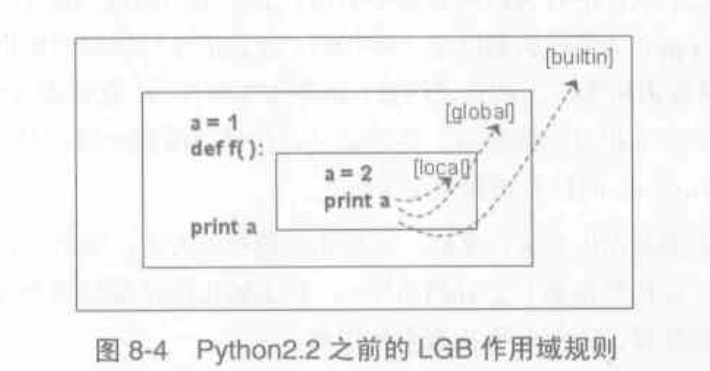 [builtin]
[global]
a = 1
def f( ):
[local]
a = 2
print a
print a
图 8-4 Python2.2 之前的 LGB 作用域规则